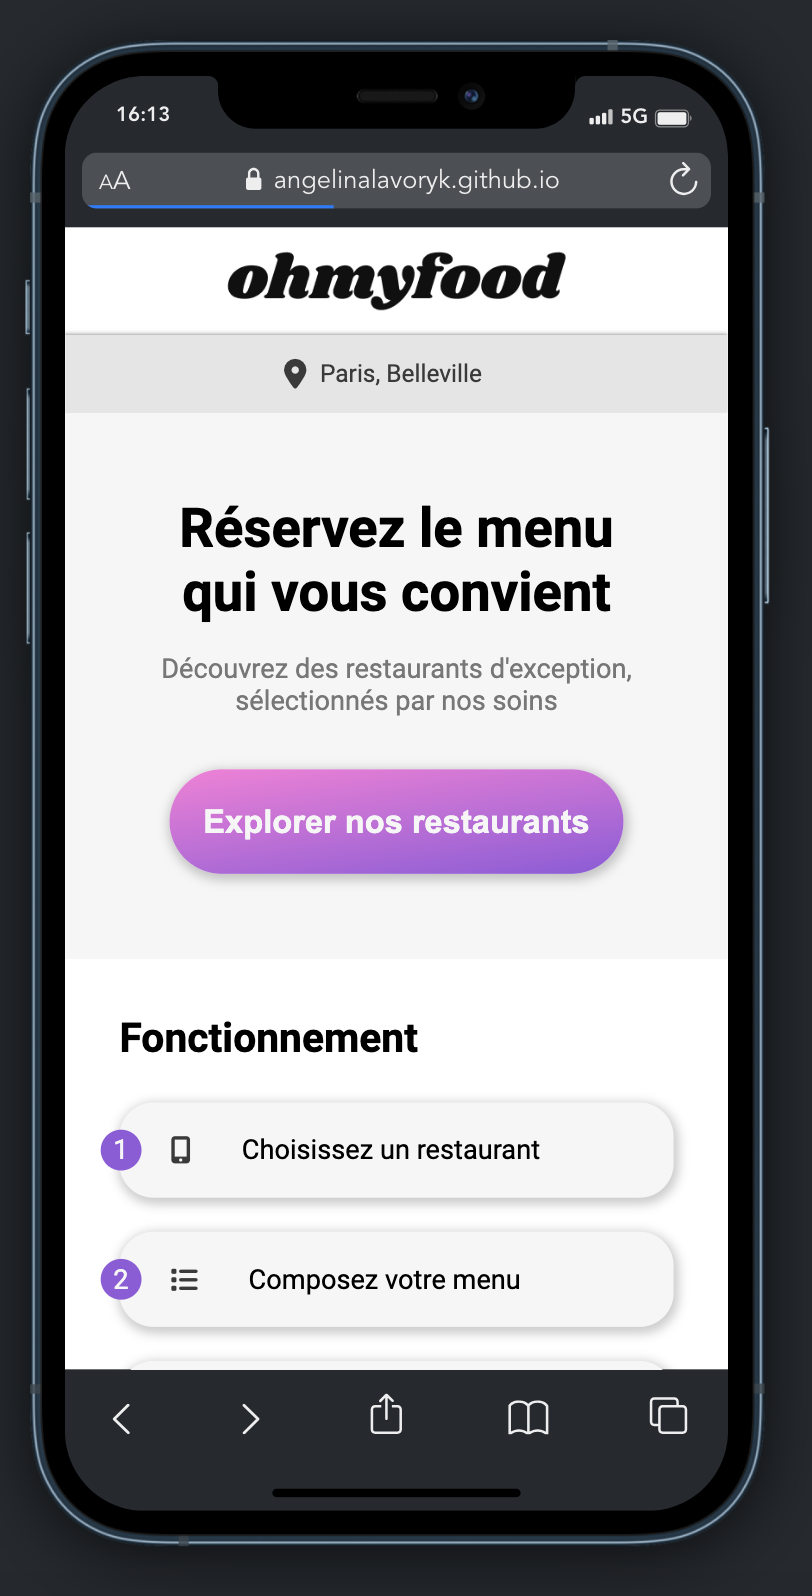 16:13
5G
AA
angelinalavoryk.github.io
ohmyfood
Paris, Belleville
Réservez le menu
qui vous convient
Découvrez des restaurants d'exception,
sélectionnés par nos soins
Explorer nos restaurants
Fonctionnement
1
Choisissez un restaurant
2
Composez votre menu